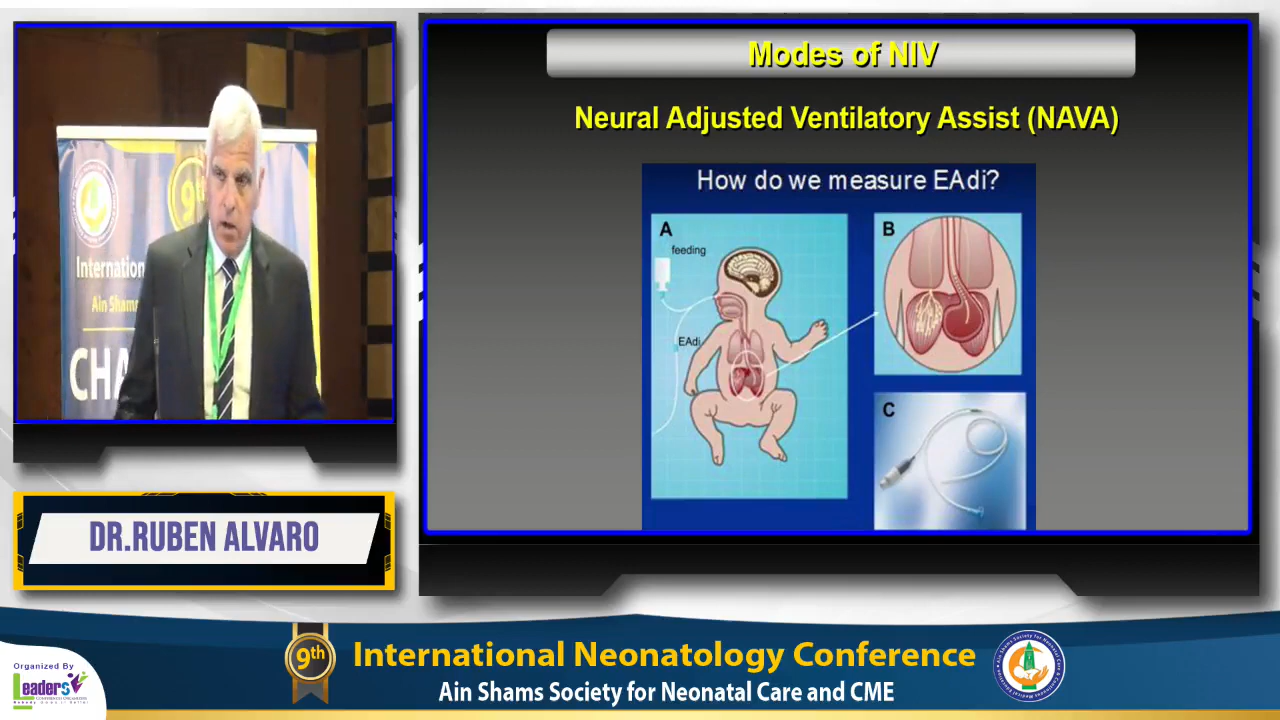 Modes of NIV
Neural Adjusted Ventilatory Assist (NAVA)
How do we measure EAdi?
A
feeding
EAdi
B
C
9th
Internation
Ain Shams
CHA
DR.RUBEN ALVARO
Organized By
Leaders
9th
International Neonatology Conference
Ain Shams Society for Neonatal Care and CME